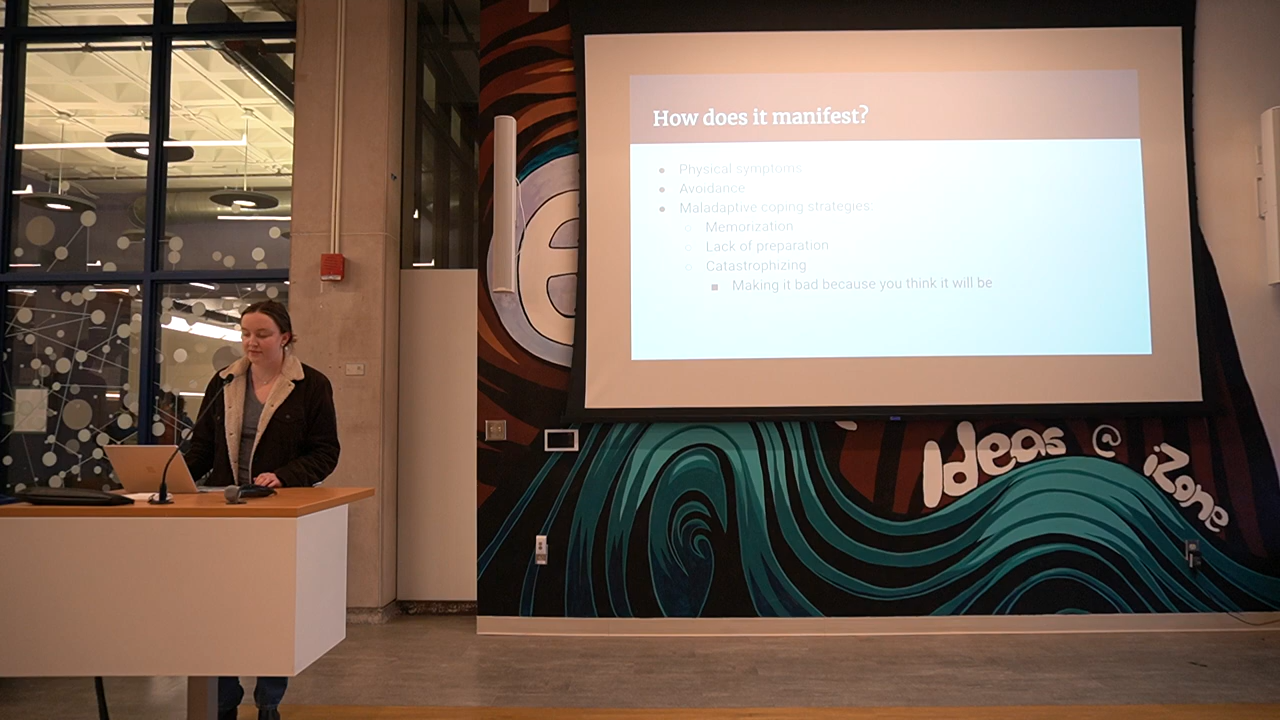 How does it manifest?
Physical symptoms
Avoidance
Maladaptive coping strategies:
Memorization
Lack of preparation
Catastrophizing
Making it bad because you think it will be
e
Ideas @ iZone